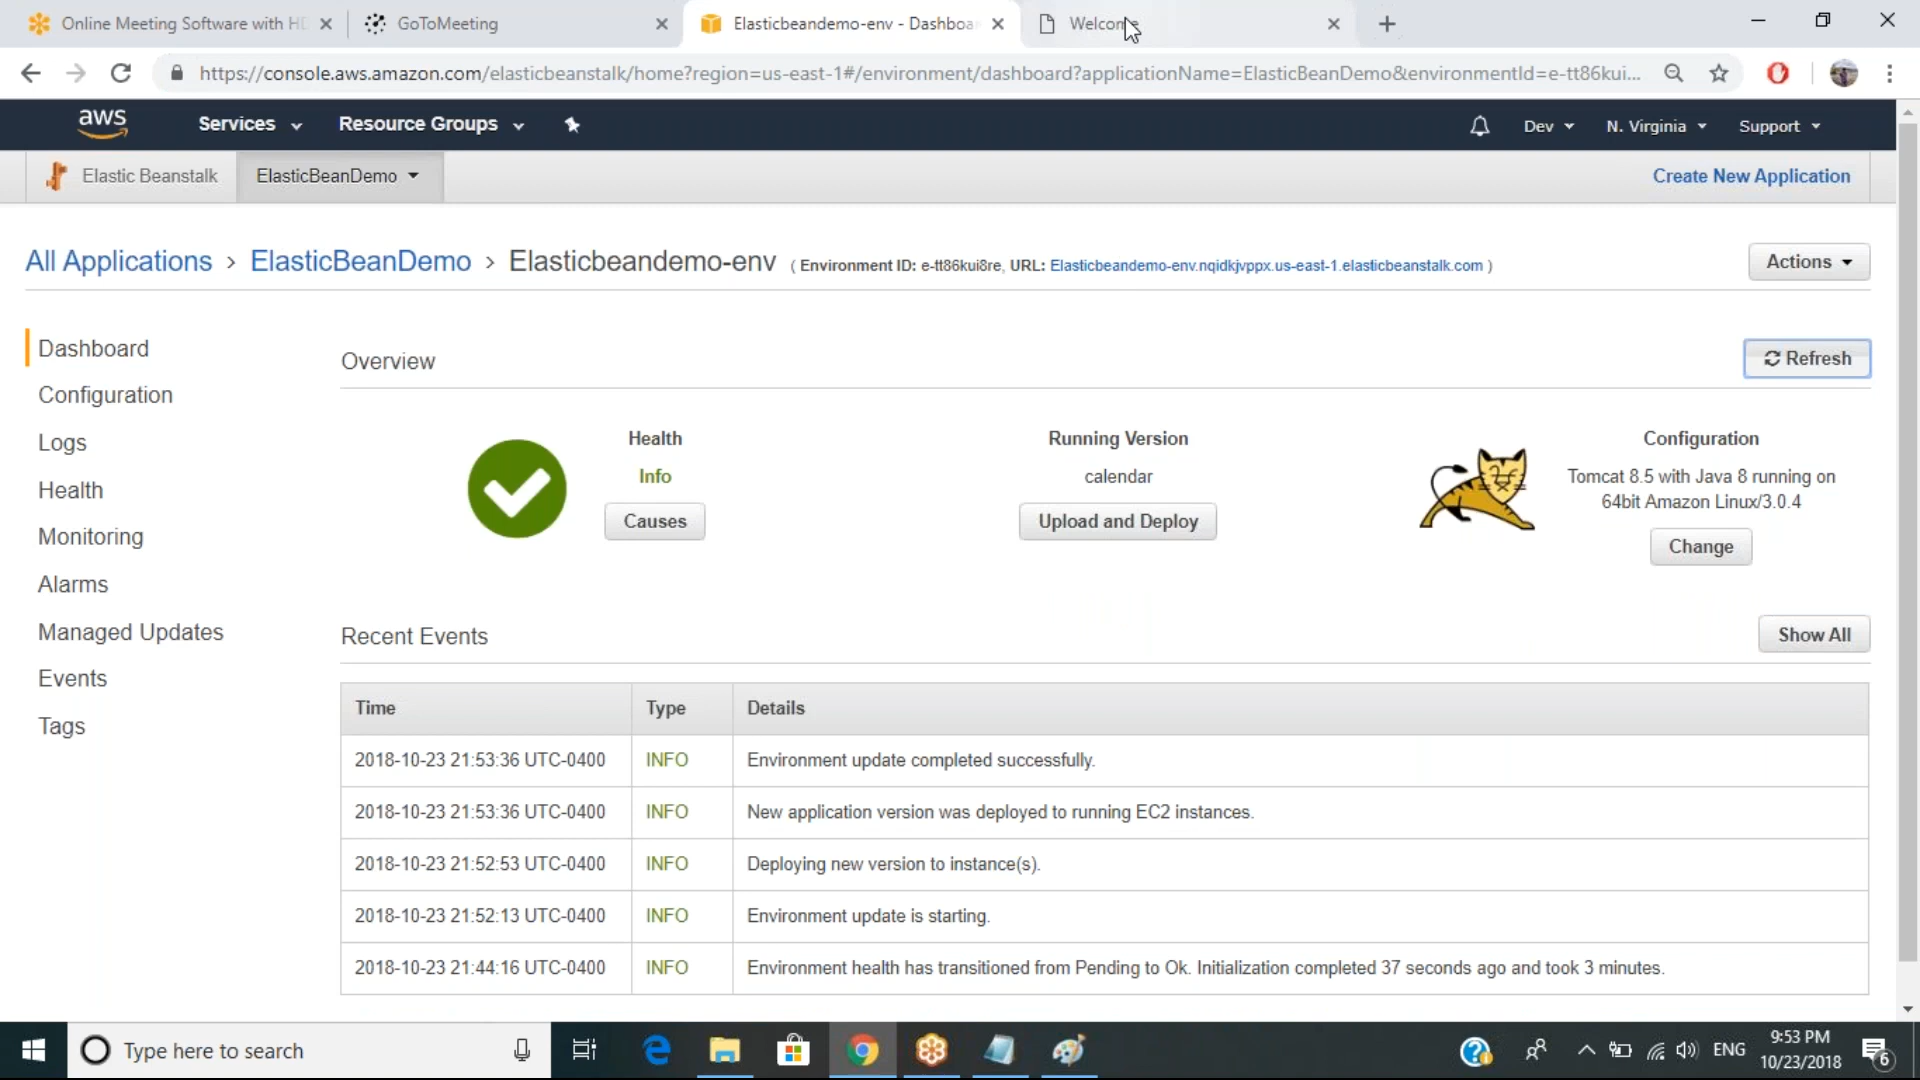 Online Meeting Software with HD
GoToMeeting
Elasticbeandemo-env - Dashboa
Welcome
https://console.aws.amazon.com/elasticbeanstalk/home?region=us-east-1#/environment/dashboard?applicationName=ElasticBeanDemo&environmentId=e-tt86kui...
aws
Services
Resource Groups
Dev
N. Virginia
Support
Elastic Beanstalk
ElasticBeanDemo
Create New Application
All Applications › ElasticBeanDemo › Elasticbeandemo-env ( Environment ID: e-tt86kui8re, URL: Elasticbeandemo-env.nqidkjvppx.us-east-1.elasticbeanstalk.com )
Actions
Dashboard
Configuration
Logs
Health
Monitoring
Alarms
Managed Updates
Events
Tags
Overview
Refresh
Health
Info
Causes
Running Version
calendar
Upload and Deploy
Configuration
Tomcat 8.5 with Java 8 running on
64bit Amazon Linux/3.0.4
Change
Recent Events
Show All
Time Type Details
2018-10-23 21:53:36 UTC-0400 INFO Environment update completed successfully.
2018-10-23 21:53:36 UTC-0400 INFO New application version was deployed to running EC2 instances.
2018-10-23 21:52:53 UTC-0400 INFO Deploying new version to instance(s).
2018-10-23 21:52:13 UTC-0400 INFO Environment update is starting.
2018-10-23 21:44:16 UTC-0400 INFO Environment health has transitioned from Pending to Ok. Initialization completed 37 seconds ago and took 3 minutes.
Type here to search
ENG
9:53 PM
10/23/2018
6